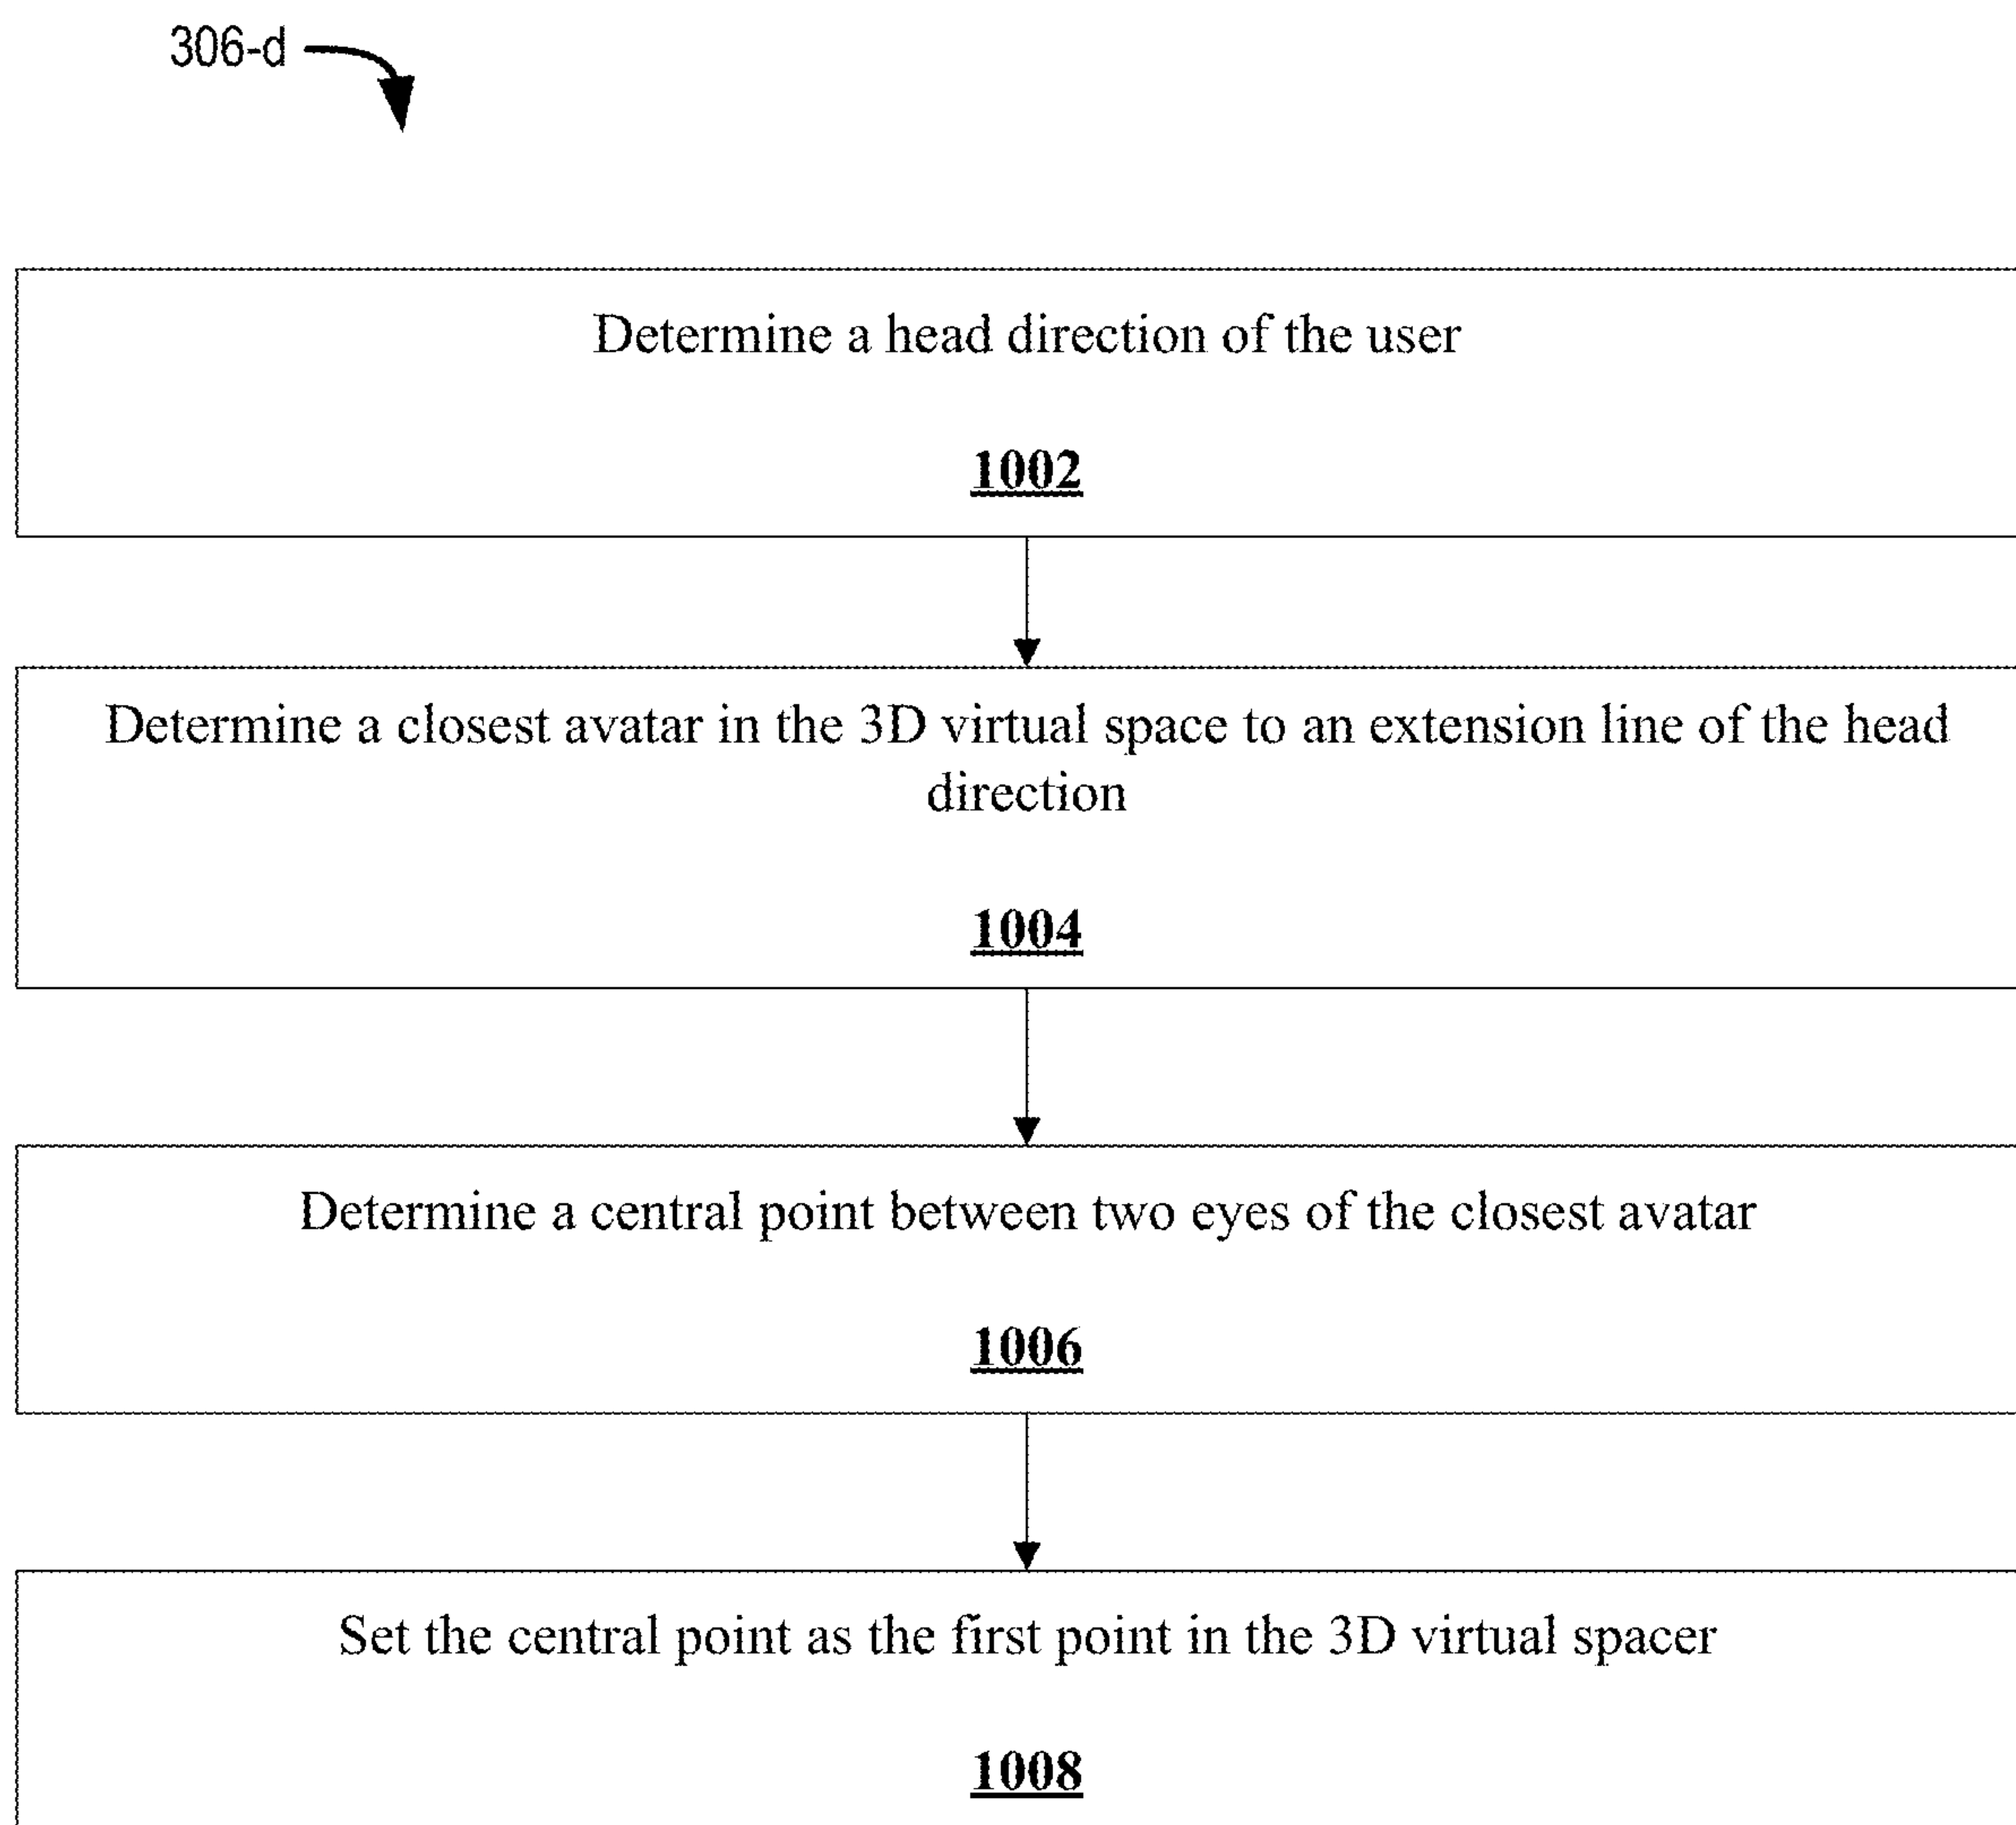 306-d
Determine a head direction of the user
1002
Determine a closest avatar in the 3D virtual space to an extension line of the head
direction
1004
Determine a central point between two eyes of the closest avatar
1006
Set the central point as the first point in the 3D virtual spacer
1008